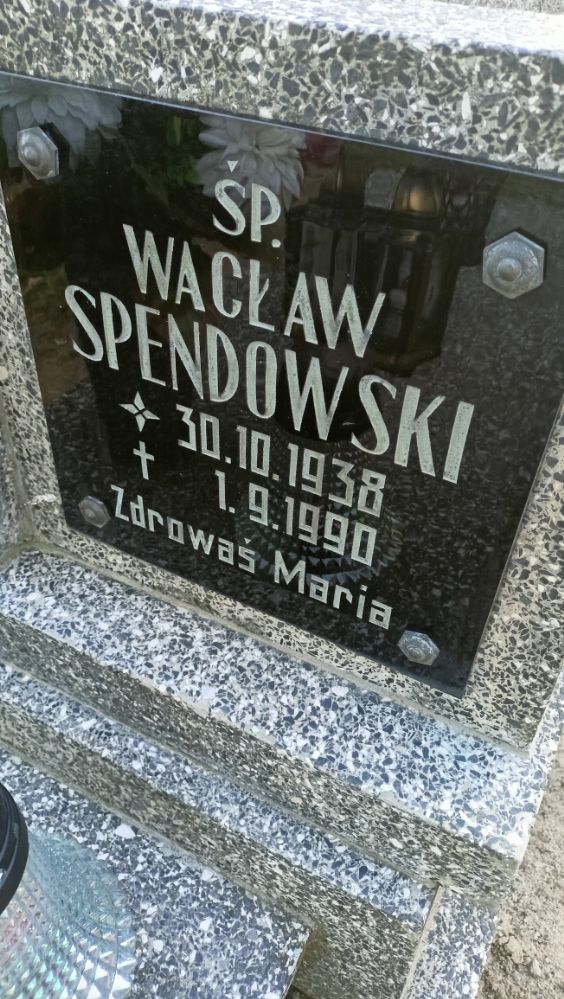 ŚP.
WACŁAW
SPENDOWSKI
30.10.1938
1.9.1990
Zdrowaś Maria